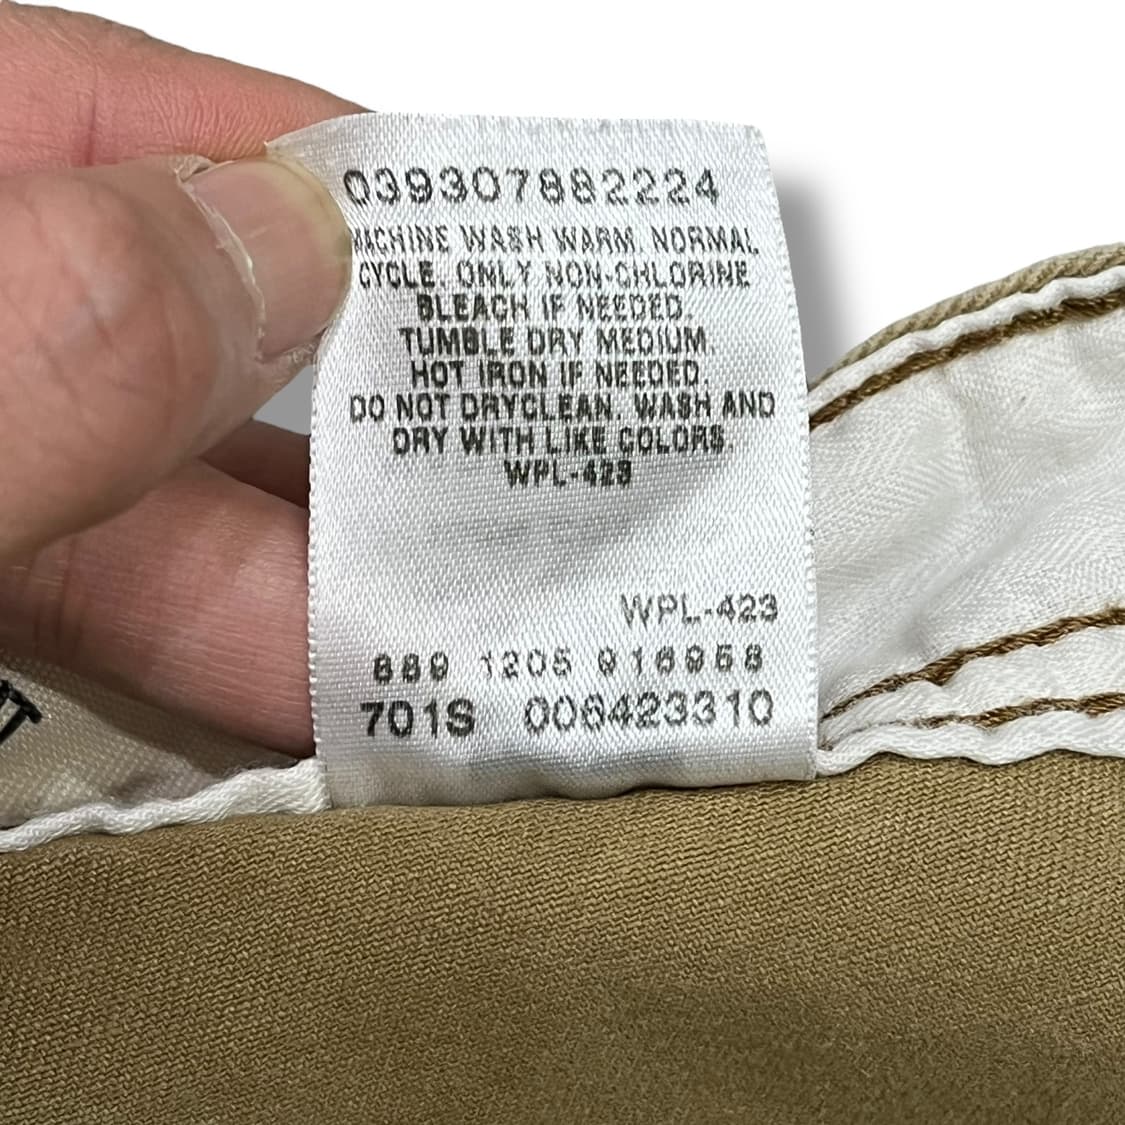 039307882224
MACHINE WASH WARM. NORMAL
CYCLE. ONLY NON-CHLORINE
BLEACH IF NEEDED.
TUMBLE DRY MEDIUM.
HOT IRON IF NEEDED.
DO NOT DRYCLEAN. WASH AND
DRY WITH LIKE COLORS.
WPL-423
WPL-423
889 1205 916958
701S 006423310